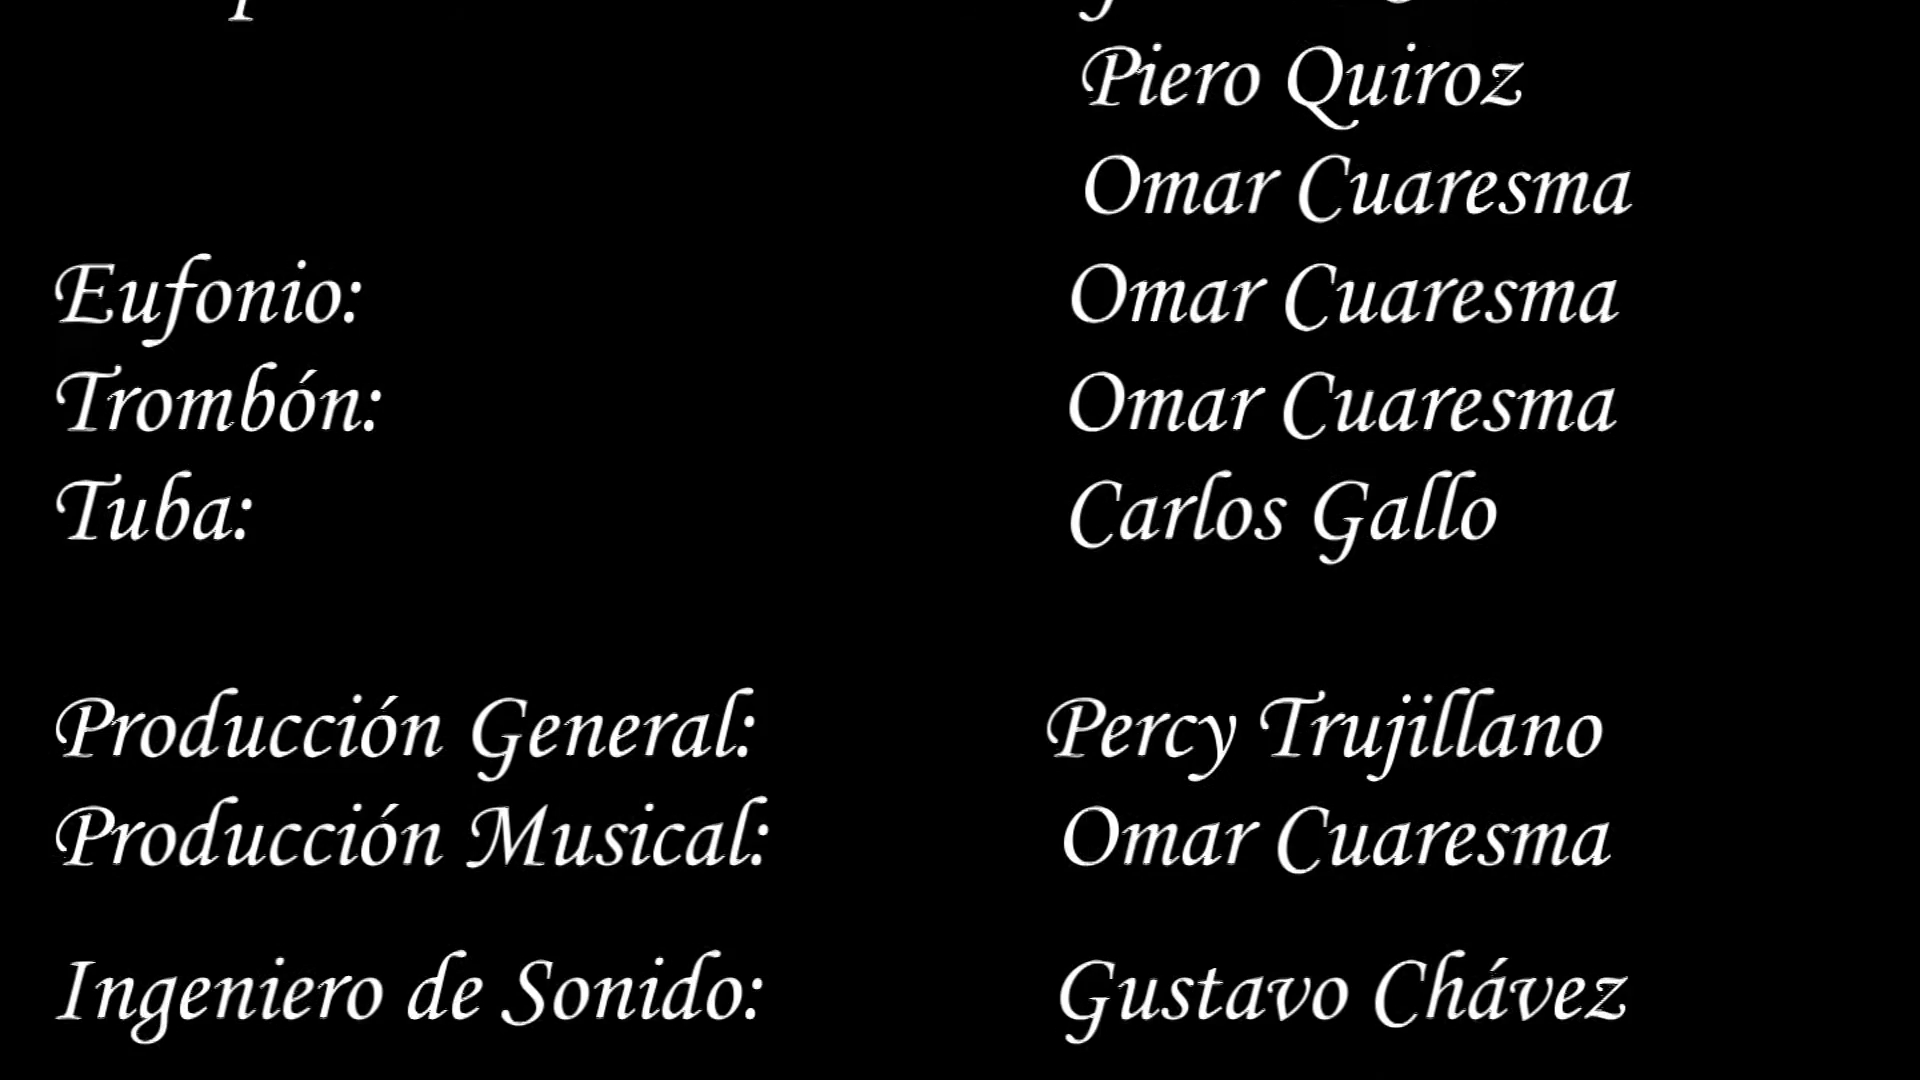 Piero Quiroz
Omar Cuaresma
Eufonio: Omar Cuaresma
Trombón: Omar Cuaresma
Tuba: Carlos Gallo
Producción General: Percy Trujillano
Producción Musical: Omar Cuaresma
Ingeniero de Sonido: Gustavo Chávez